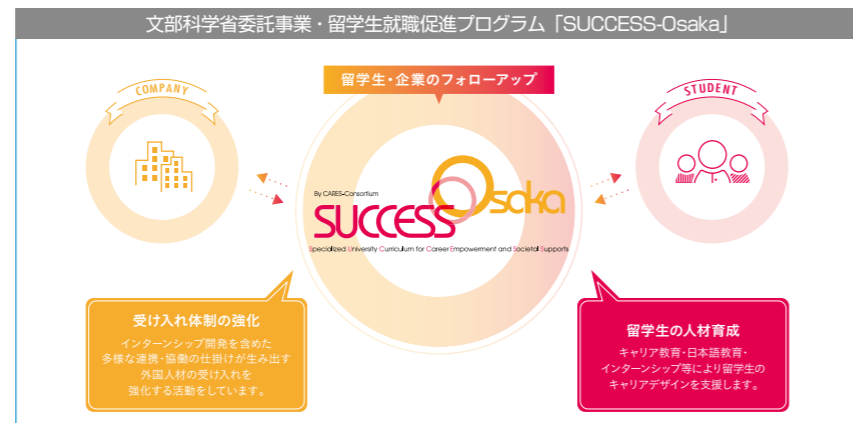 文部科学省委託事業・留学生就職促進プログラム「SUCCESS-Osaka」
留学生・企業のフォローアップ
COMPANY
STUDENT
By CARES-Consortium
SUCCESS Osaka
Specialized University Curriculum for Career Empowerment and Societal Supports
受け入れ体制の強化
インターンシップ開発を含めた
多様な連携・協働の仕掛けが生み出す
外国人材の受け入れを
強化する活動をしています。
留学生の人材育成
キャリア教育・日本語教育・
インターンシップ等により留学生の
キャリアデザインを支援します。